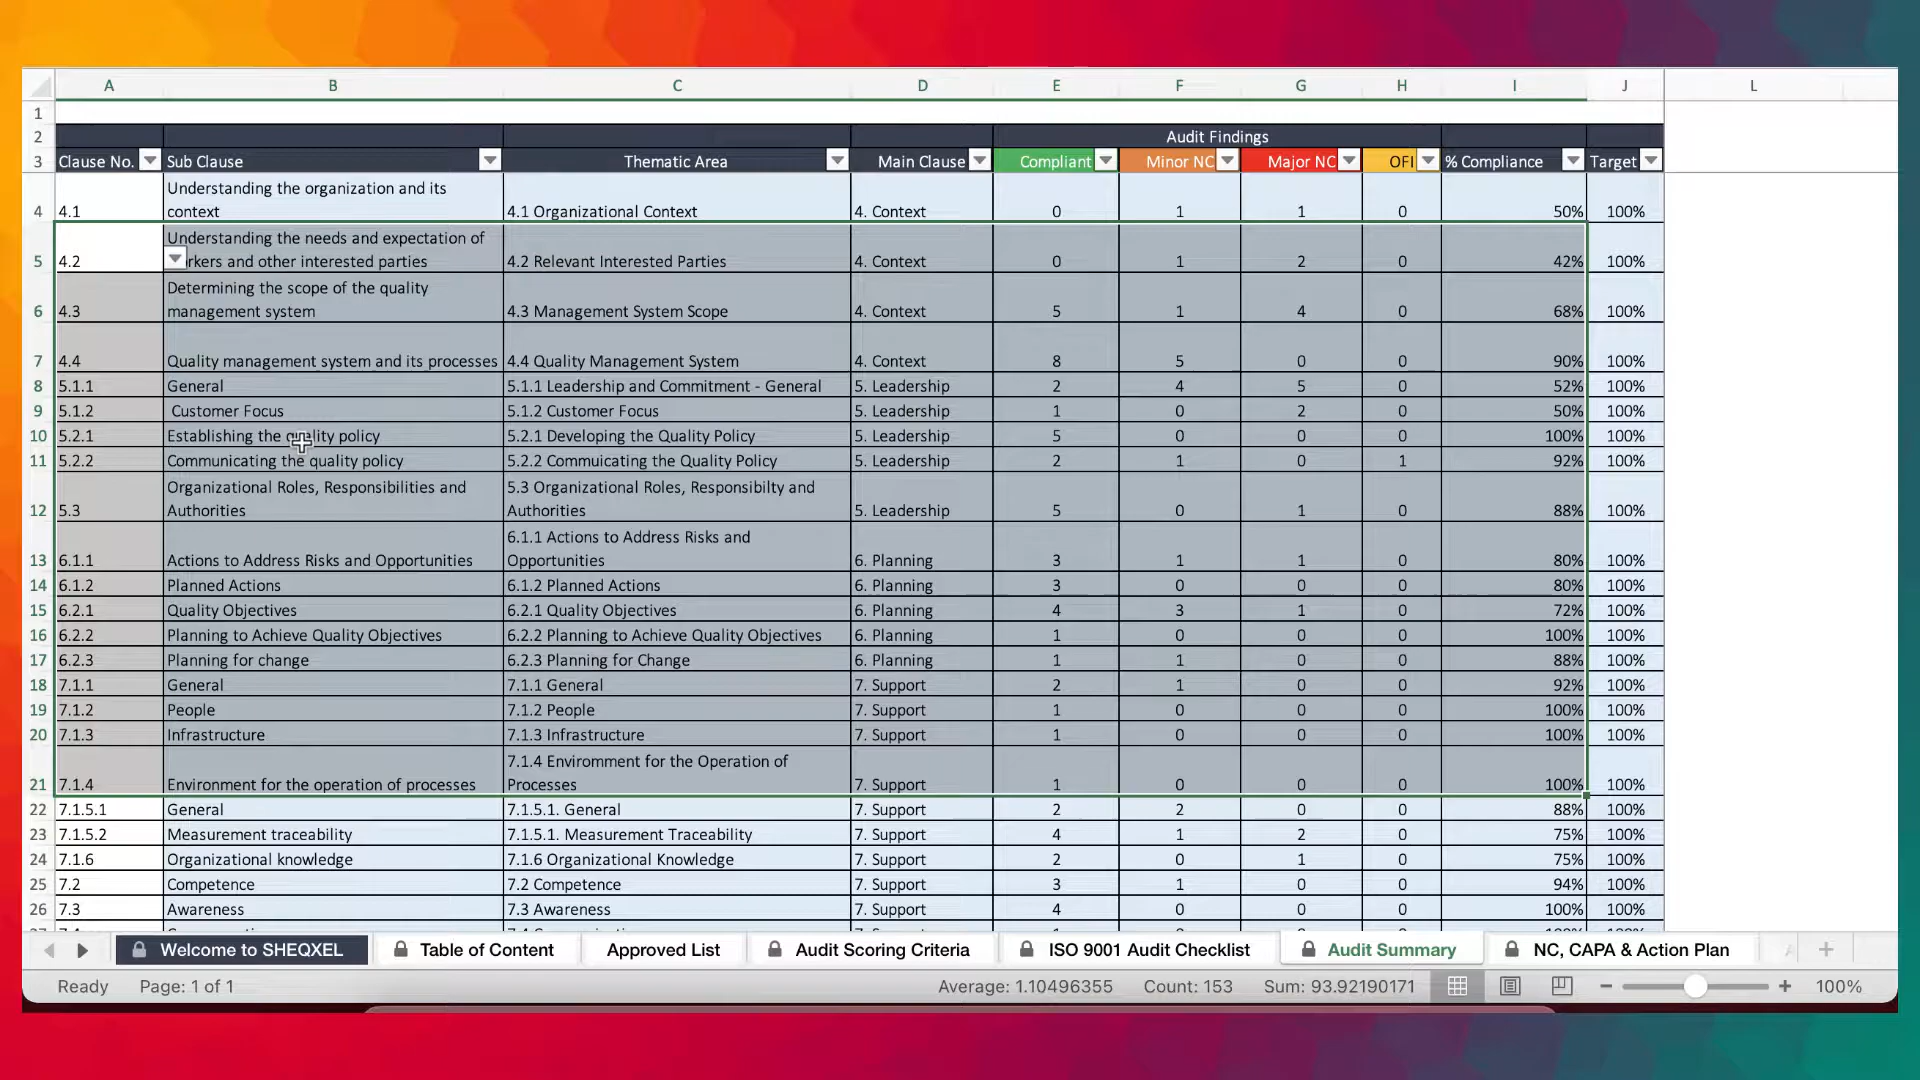 A B C D E F G H I J L
1
2 Audit Findings
3 Clause No. Sub Clause Thematic Area Main Clause Compliant Minor NC Major NC OFI % Compliance Target
Understanding the organization and its
4 4.1 context 4.1 Organizational Context 4. Context 0 1 1 0 50% 100%
Understanding the needs and expectation of
5 4.2 rkers and other interested parties 4.2 Relevant Interested Parties 4. Context 0 1 2 0 42% 100%
Determining the scope of the quality
6 4.3 management system 4.3 Management System Scope 4. Context 5 1 4 0 68% 100%
7 4.4 Quality management system and its processes 4.4 Quality Management System 4. Context 8 5 0 0 90% 100%
8 5.1.1 General 5.1.1 Leadership and Commitment - General 5. Leadership 2 4 5 0 52% 100%
9 5.1.2 Customer Focus 5.1.2 Customer Focus 5. Leadership 1 0 2 0 50% 100%
10 5.2.1 Establishing the quality policy 5.2.1 Developing the Quality Policy 5. Leadership 5 0 0 0 100% 100%
11 5.2.2 Communicating the quality policy 5.2.2 Commuicating the Quality Policy 5. Leadership 2 1 0 1 92% 100%
Organizational Roles, Responsibilities and 5.3 Organizational Roles, Responsibilty and
12 5.3 Authorities Authorities 5. Leadership 5 0 1 0 88% 100%
6.1.1 Actions to Address Risks and
13 6.1.1 Actions to Address Risks and Opportunities Opportunities 6. Planning 3 1 1 0 80% 100%
14 6.1.2 Planned Actions 6.1.2 Planned Actions 6. Planning 3 0 0 0 80% 100%
15 6.2.1 Quality Objectives 6.2.1 Quality Objectives 6. Planning 4 3 1 0 72% 100%
16 6.2.2 Planning to Achieve Quality Objectives 6.2.2 Planning to Achieve Quality Objectives 6. Planning 1 0 0 0 100% 100%
17 6.2.3 Planning for change 6.2.3 Planning for Change 6. Planning 1 1 0 0 88% 100%
18 7.1.1 General 7.1.1 General 7. Support 2 1 0 0 92% 100%
19 7.1.2 People 7.1.2 People 7. Support 1 0 0 0 100% 100%
20 7.1.3 Infrastructure 7.1.3 Infrastructure 7. Support 1 0 0 0 100% 100%
7.1.4 Enviromment for the Operation of
21 7.1.4 Environment for the operation of processes Processes 7. Support 1 0 0 0 100% 100%
22 7.1.5.1 General 7.1.5.1. General 7. Support 2 2 0 0 88% 100%
23 7.1.5.2 Measurement traceability 7.1.5.1. Measurement Traceability 7. Support 4 1 2 0 75% 100%
24 7.1.6 Organizational knowledge 7.1.6 Organizational Knowledge 7. Support 2 0 1 0 75% 100%
25 7.2 Competence 7.2 Competence 7. Support 3 1 0 0 94% 100%
26 7.3 Awareness 7.3 Awareness 7. Support 4 0 0 0 100% 100%
Welcome to SHEQXEL Table of Content Approved List Audit Scoring Criteria ISO 9001 Audit Checklist Audit Summary NC, CAPA & Action Plan
Ready Page: 1 of 1 Average: 1.10496355 Count: 153 Sum: 93.92190171 100%